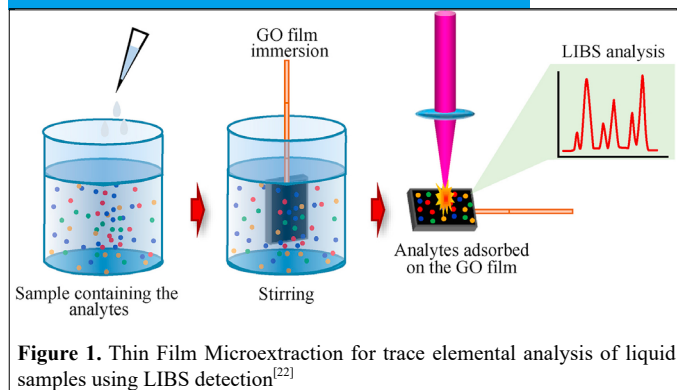 GO film
immersion
LIBS analysis
Sample containing the
analytes
Stirring
Analytes adsorbed
on the GO film
Figure 1. Thin Film Microextraction for trace elemental analysis of liquid
samples using LIBS detection[22]